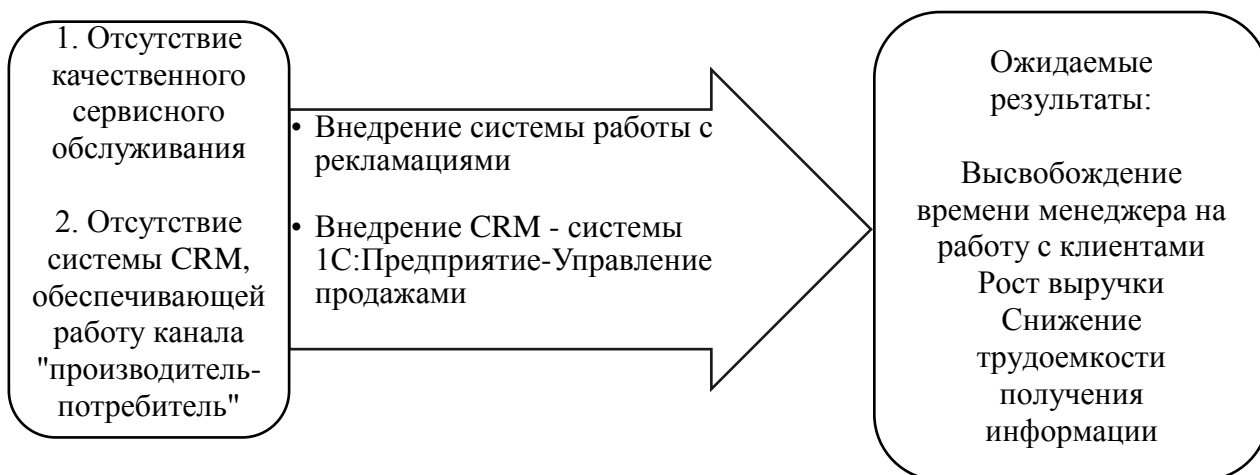 1. Отсутствие
качественного
сервисного
обслуживания
2. Отсутствие
системы CRM,
обеспечивающей
работу канала
"производитель-
потребитель"
• Внедрение системы работы с
рекламациями
• Внедрение CRM - системы
1С:Предприятие-Управление
продажами
Ожидаемые
результаты:
Высвобождение
времени менеджера на
работу с клиентами
Рост выручки
Снижение
трудоемкости
получения
информации